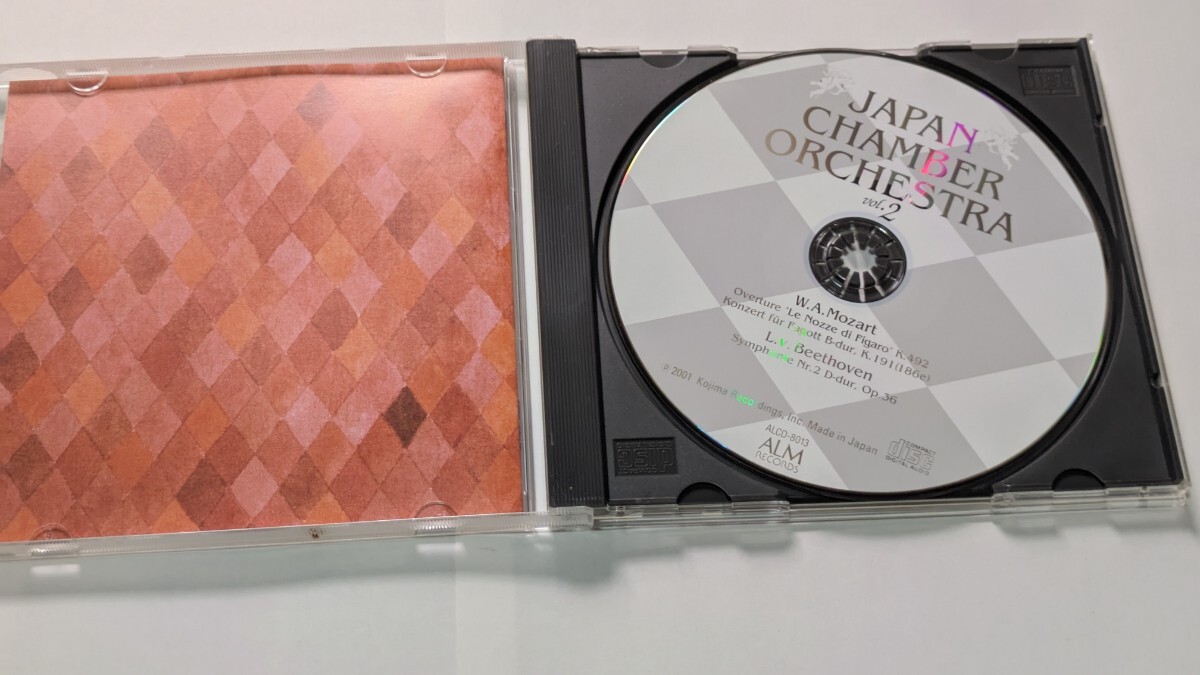 JAPAN
CHAMBER
ORCHESTRA
vol.2
W.A.Mozart
Overture 'Le Nozze di Figaro' K.492
Konzert für Fagott B-dur, K.191(186e)
L.v.Beethoven
Symphonie Nr.2 D-dur, Op.36
℗ 2001 Kojima Recordings, Inc. Made in Japan
ALCD-8013
ALM
RECORDS
COMPACT
disc
DIGITAL AUDIO